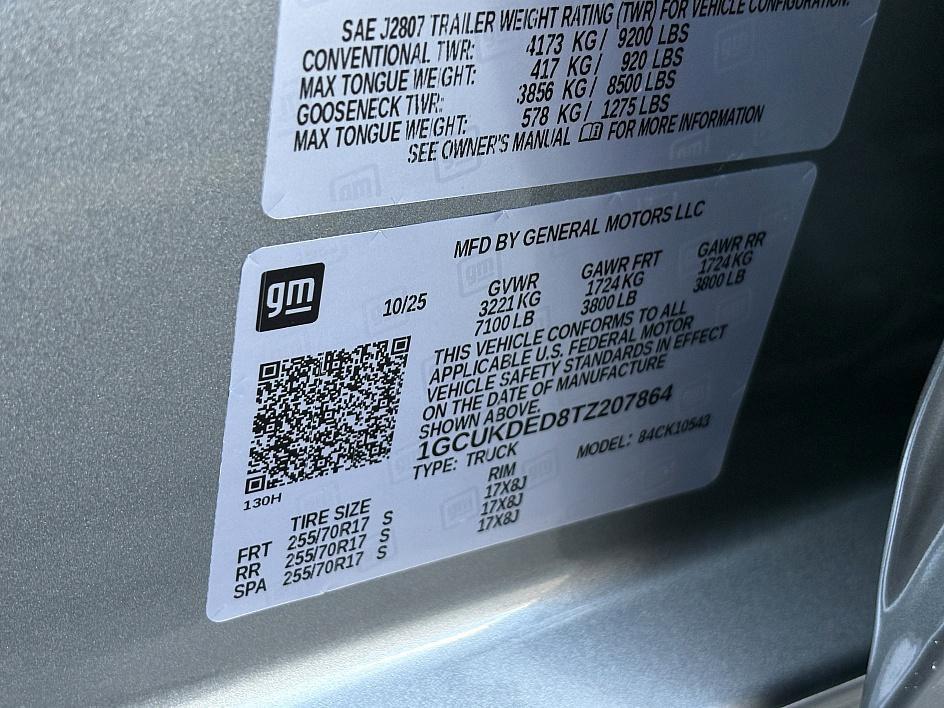 SAE J2807 TRAILER WEIGHT RATING (TWR) FOR VEHICLE CONFIGURATION:
CONVENTIONAL TWR: 4173 KG/ 9200 LBS
MAX TONGUE WEIGHT: 417 KG/ 920 LBS
GOOSENECK TWR: 3856 KG/ 8500 LBS
MAX TONGUE WEIGHT: 578 KG/ 1275 LBS
SEE OWNER'S MANUAL FOR MORE INFORMATION
MFD BY GENERAL MOTORS LLC
gm
10/25
GVWR GAWR FRT GAWR RR
3221 KG 1724 KG 1724 KG
7100 LB 3800 LB 3800 LB
THIS VEHICLE CONFORMS TO ALL
APPLICABLE U.S. FEDERAL MOTOR
VEHICLE SAFETY STANDARDS IN EFFECT
ON THE DATE OF MANUFACTURE
SHOWN ABOVE.
1GCUKDED8TZ207864
TYPE: TRUCK MODEL: 84CK10543
130H
TIRE SIZE RIM
FRT 255/70R17 S 17X8J
RR 255/70R17 S 17X8J
SPA 255/70R17 S 17X8J